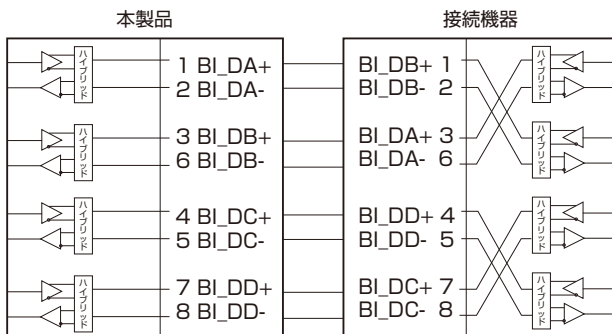 本製品 接続機器
ハイブリッド 1 BI_DA+ BI_DB+ 1 ハイブリッド
2 BI_DA- BI_DB- 2
ハイブリッド 3 BI_DB+ BI_DA+ 3 ハイブリッド
6 BI_DB- BI_DA- 6
ハイブリッド 4 BI_DC+ BI_DD+ 4 ハイブリッド
5 BI_DC- BI_DD- 5
ハイブリッド 7 BI_DD+ BI_DC+ 7 ハイブリッド
8 BI_DD- BI_DC- 8